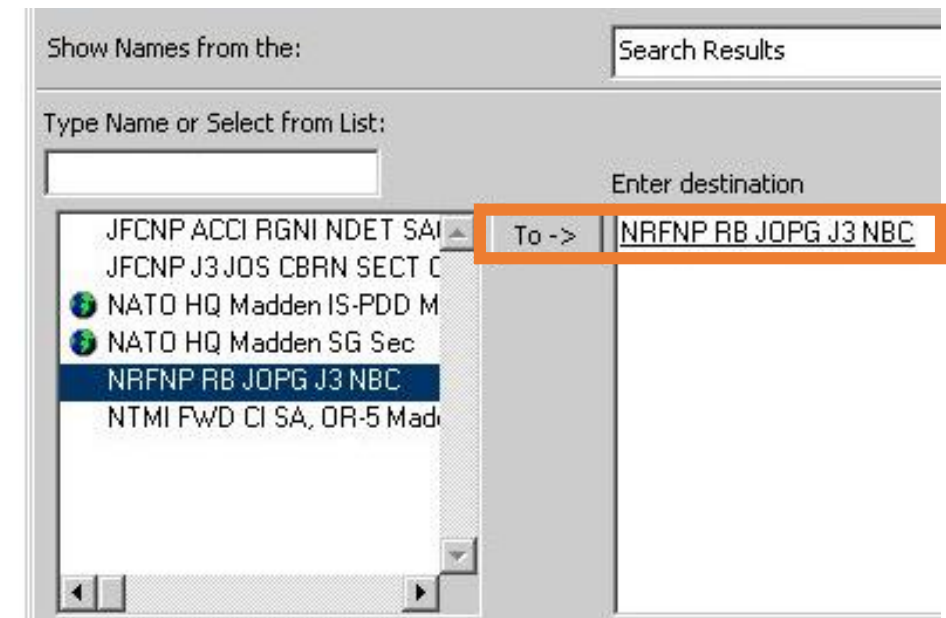 Show Names from the:
Search Results
Type Name or Select from List:
Enter destination
JFCNP ACCI RGNI NDET SA
JFCNP J3 JOS CBRN SECT C
NATO HQ Madden IS-PDD M
NATO HQ Madden SG Sec
NRFNP RB JOPG J3 NBC
NTMI FWD CI SA, OR-5 Mad
To ->
NRFNP RB JOPG J3 NBC